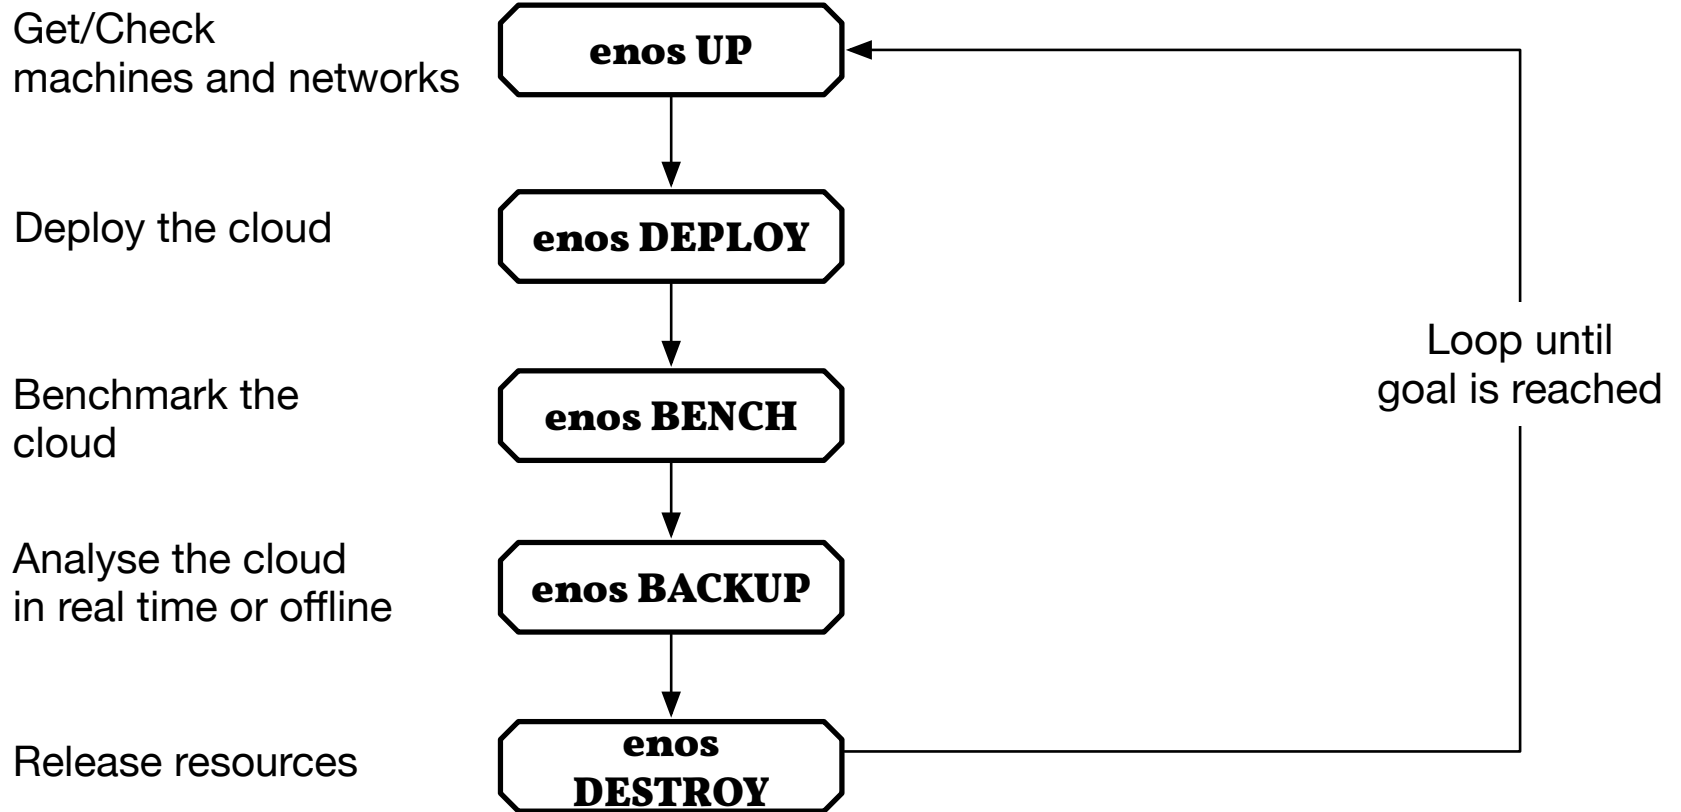 Get/Check
machines and networks
enos UP
Deploy the cloud
enos DEPLOY
Loop until
goal is reached
Benchmark the
cloud
enos BENCH
Analyse the cloud
in real time or offline
enos BACKUP
Release resources
enos
DESTROY